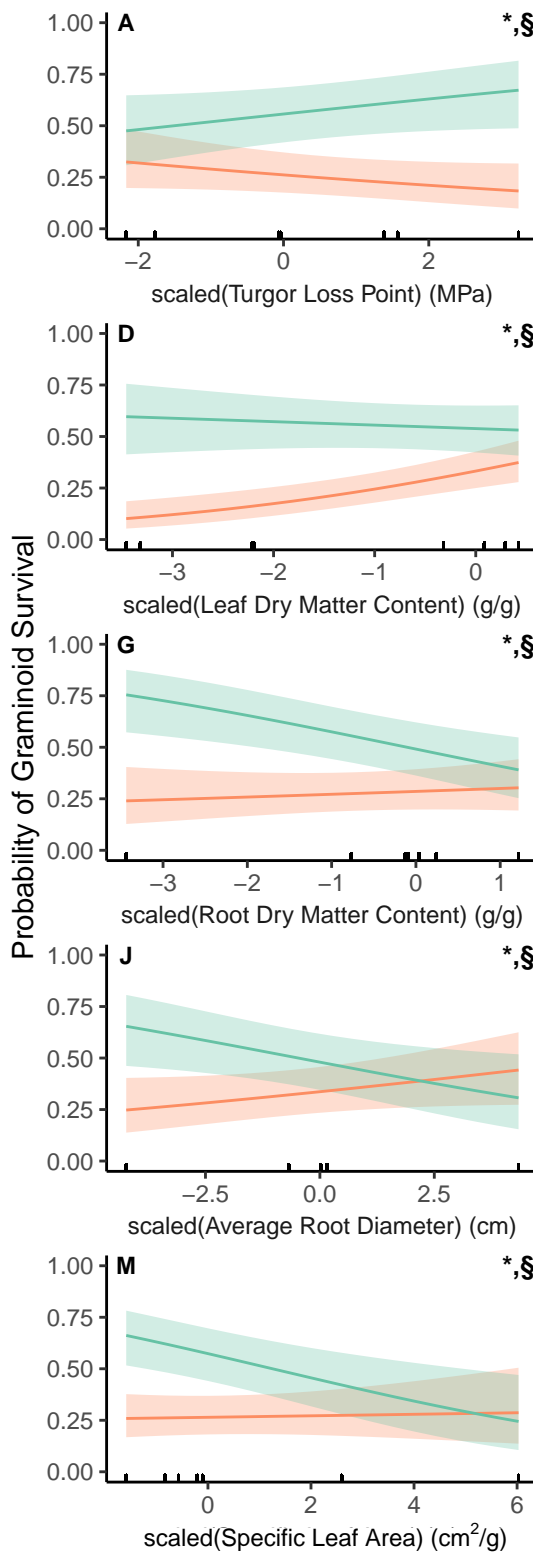 Probability of Graminoid Survival
A
*,§
1.00
0.75
0.50
0.25
0.00
−2 0 2
scaled(Turgor Loss Point) (MPa)
D
*,§
1.00
0.75
0.50
0.25
0.00
−3 −2 −1 0
scaled(Leaf Dry Matter Content) (g/g)
G
*,§
1.00
0.75
0.50
0.25
0.00
−3 −2 −1 0 1
scaled(Root Dry Matter Content) (g/g)
J
*,§
1.00
0.75
0.50
0.25
0.00
−2.5 0.0 2.5
scaled(Average Root Diameter) (cm)
M
*,§
1.00
0.75
0.50
0.25
0.00
0 2 4 6
scaled(Specific Leaf Area) (cm²/g)